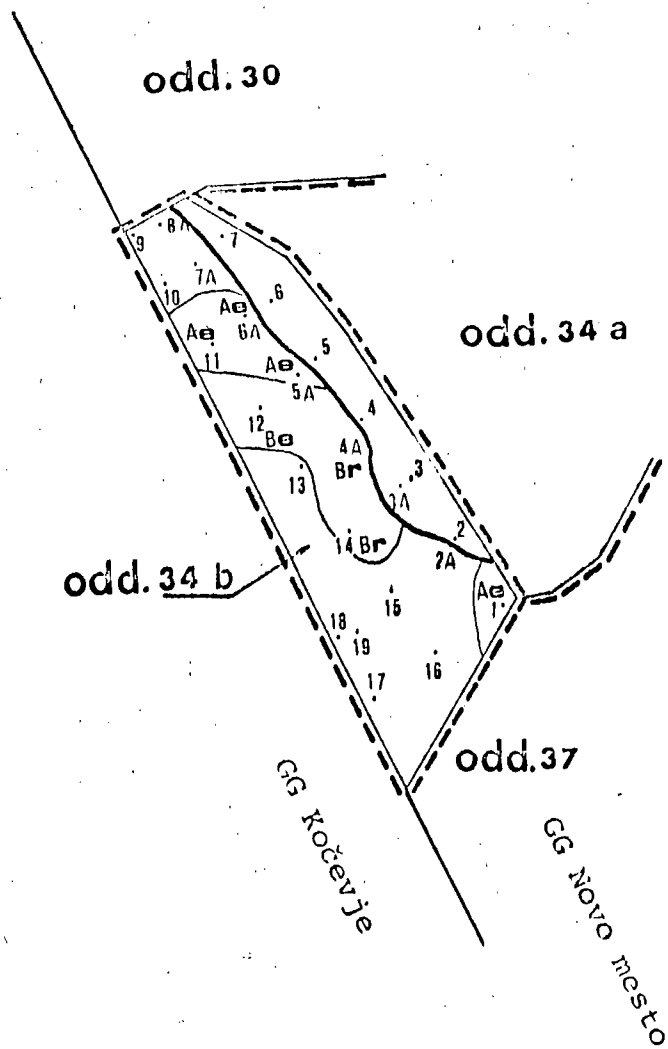 odd. 30
8A
9
7
7A
10
6
Ae
6A
Ae
11
odd. 34 a
5
Ae
5A
12
4
Be
4A
Br
13
3
3A
2
14 Br
2A
odd. 34 b
Ae
1
15
18
19
16
17
odd. 37
GG Kočevje
GG Novo mesto